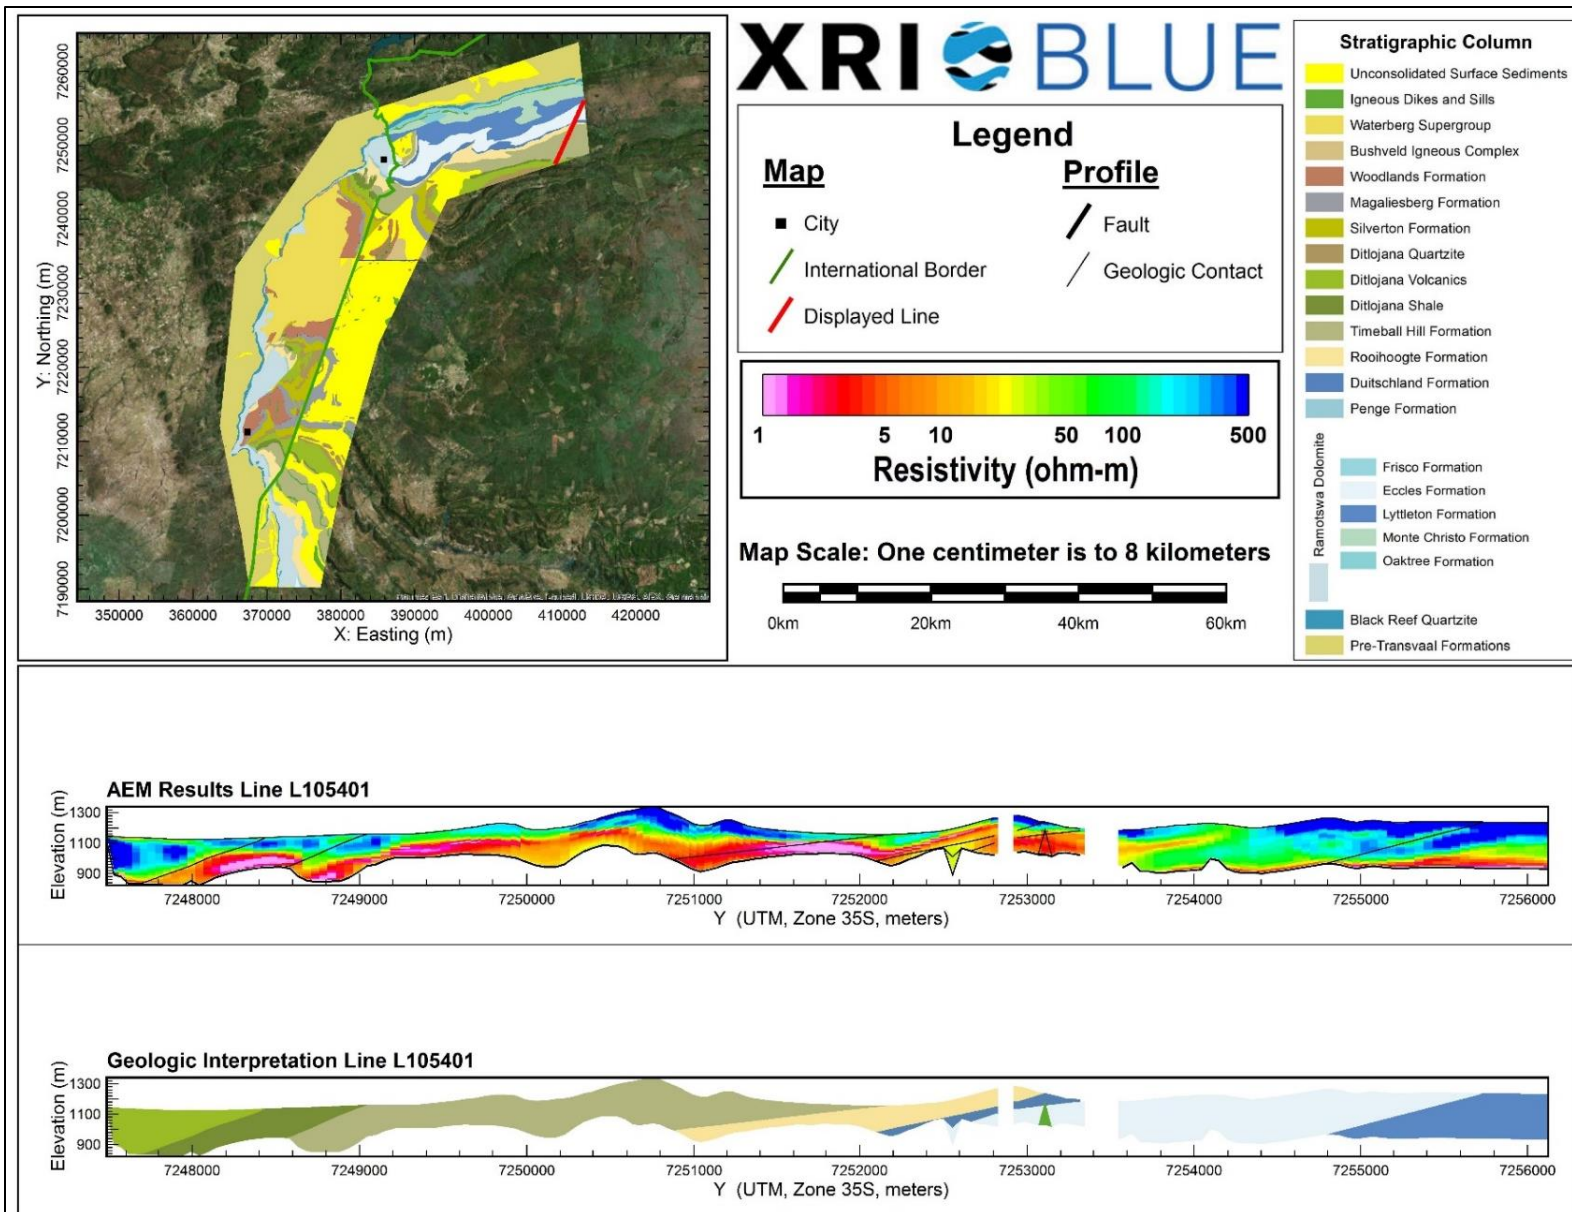 XRI BLUE
7260000
7250000
7240000
7230000
7220000
7210000
7200000
7190000
Y: Northing (m)
350000 360000 370000 380000 390000 400000 410000 420000
X: Easting (m)
Legend
Map
City
International Border
Displayed Line
Profile
Fault
Geologic Contact
1 5 10 50 100 500
Resistivity (ohm-m)
Map Scale: One centimeter is to 8 kilometers
0km 20km 40km 60km
Stratigraphic Column
Unconsolidated Surface Sediments
Igneous Dikes and Sills
Waterberg Supergroup
Bushveld Igneous Complex
Woodlands Formation
Magaliesberg Formation
Silverton Formation
Ditlojana Quartzite
Ditlojana Volcanics
Ditlojana Shale
Timeball Hill Formation
Rooihoogte Formation
Duitschland Formation
Penge Formation
Ramotswa Dolomite
Frisco Formation
Eccles Formation
Lyttleton Formation
Monte Christo Formation
Oaktree Formation
Black Reef Quartzite
Pre-Transvaal Formations
AEM Results Line L105401
Elevation (m)
1300
1100
900
7248000 7249000 7250000 7251000 7252000 7253000 7254000 7255000 7256000
Y (UTM, Zone 35S, meters)
Geologic Interpretation Line L105401
Elevation (m)
1300
1100
900
7248000 7249000 7250000 7251000 7252000 7253000 7254000 7255000 7256000
Y (UTM, Zone 35S, meters)